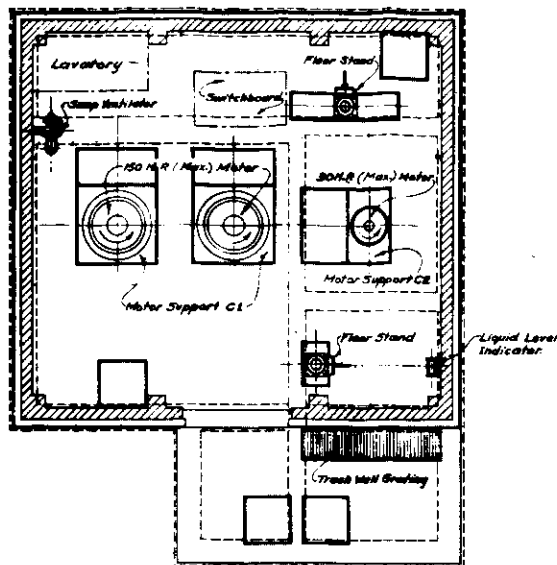 Floor Stand
Lavatory
Switchboard
Sump Ventilator
150 H.P. (Max.) Motor
30 H.P. (Max.) Motor
Motor Support C2
Motor Support C1
Floor Stand
Liquid Level
Indicator
Trash Wall Grating